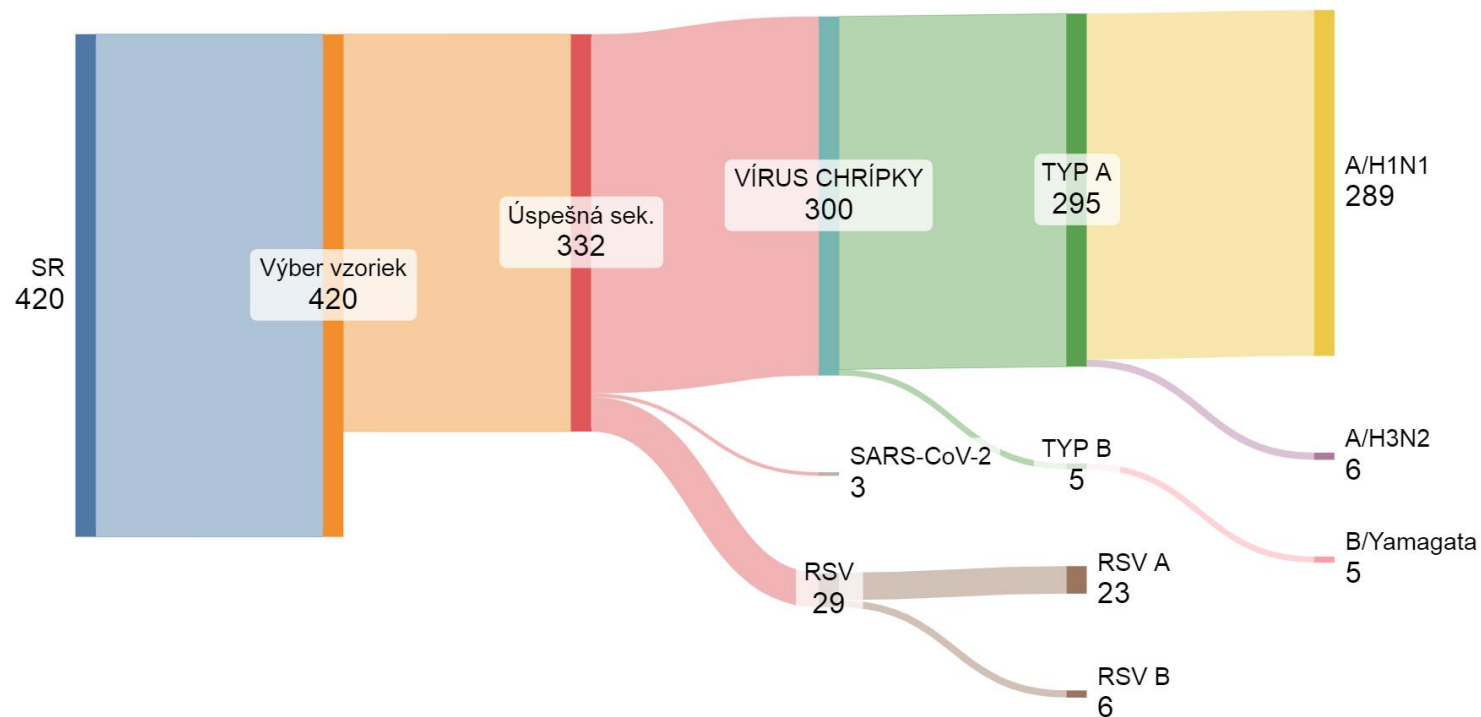 SR
420
Výber vzoriek
420
Úspešná sek.
332
VÍRUS CHRÍPKY
300
TYP A
295
A/H1N1
289
SARS-CoV-2
3
TYP B
5
A/H3N2
6
B/Yamagata
5
RSV
29
RSV A
23
RSV B
6